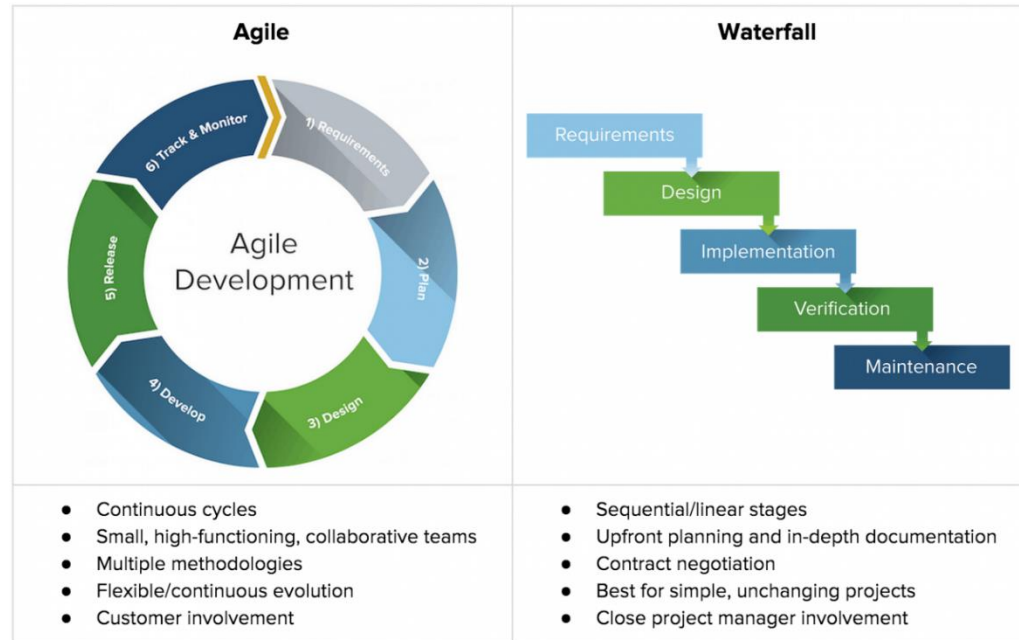 Agile
1) Requirements
2) Plan
3) Design
4) Develop
5) Release
6) Track & Monitor
Agile
Development
● Continuous cycles
● Small, high-functioning, collaborative teams
● Multiple methodologies
● Flexible/continuous evolution
● Customer involvement
Waterfall
Requirements
Design
Implementation
Verification
Maintenance
● Sequential/linear stages
● Upfront planning and in-depth documentation
● Contract negotiation
● Best for simple, unchanging projects
● Close project manager involvement